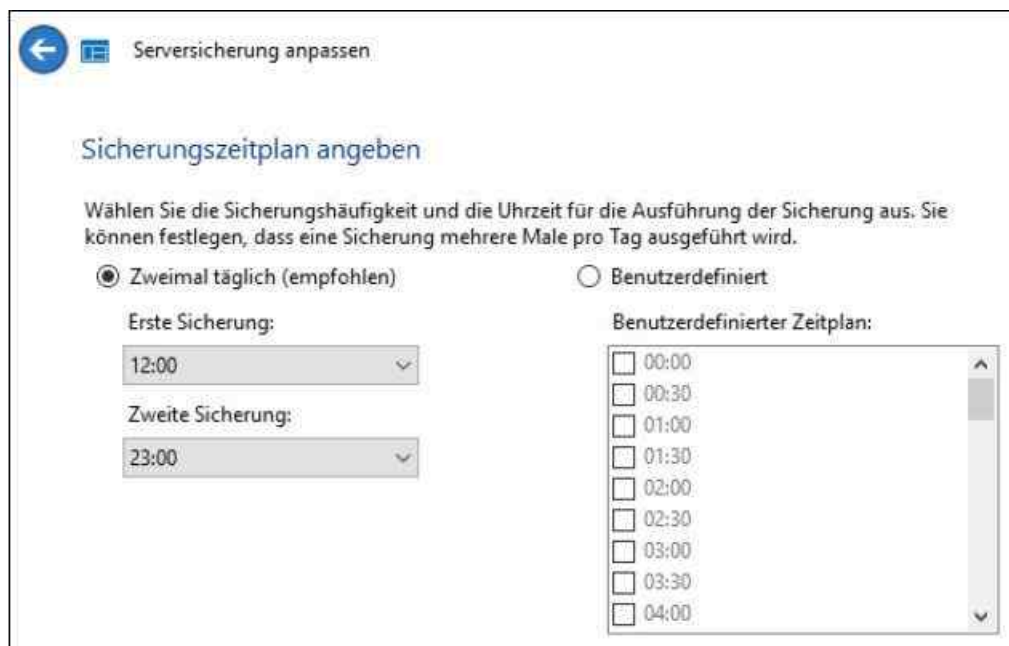 Serversicherung anpassen
Sicherungszeitplan angeben
Wählen Sie die Sicherungshäufigkeit und die Uhrzeit für die Ausführung der Sicherung aus. Sie
können festlegen, dass eine Sicherung mehrere Male pro Tag ausgeführt wird.
Zweimal täglich (empfohlen)
Erste Sicherung:
12:00
Zweite Sicherung:
23:00
Benutzerdefiniert
Benutzerdefinierter Zeitplan:
00:00
00:30
01:00
01:30
02:00
02:30
03:00
03:30
04:00